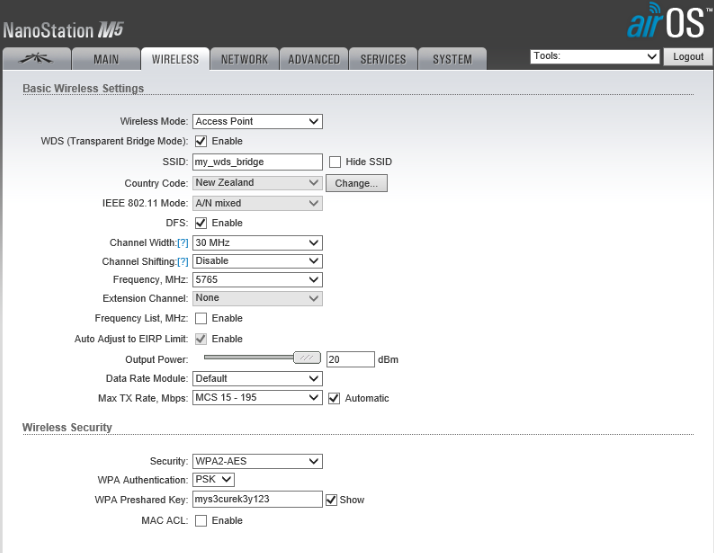 NanoStation M5
airOS™
MAIN WIRELESS NETWORK ADVANCED SERVICES SYSTEM Tools: Logout
Basic Wireless Settings
Wireless Mode: Access Point
WDS (Transparent Bridge Mode): Enable
SSID: my_wds_bridge Hide SSID
Country Code: New Zealand Change...
IEEE 802.11 Mode: A/N mixed
DFS: Enable
Channel Width:[?] 30 MHz
Channel Shifting:[?] Disable
Frequency, MHz: 5765
Extension Channel: None
Frequency List, MHz: Enable
Auto Adjust to EIRP Limit: Enable
Output Power: 20 dBm
Data Rate Module: Default
Max TX Rate, Mbps: MCS 15 - 195 Automatic
Wireless Security
Security: WPA2-AES
WPA Authentication: PSK
WPA Preshared Key: mys3curek3y123 Show
MAC ACL: Enable